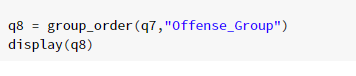 q8 = group_order(q7,"Offense_Group")
display(q8)